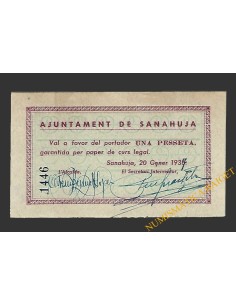 AJUNTAMENT DE SANAHUJA
Val a favor del portador UNA PESSETA,
garantida per paper de curs legal.
Sanahuja, 20 Gener 1937
L'Alcalde, El Secretari Interventor,
1446